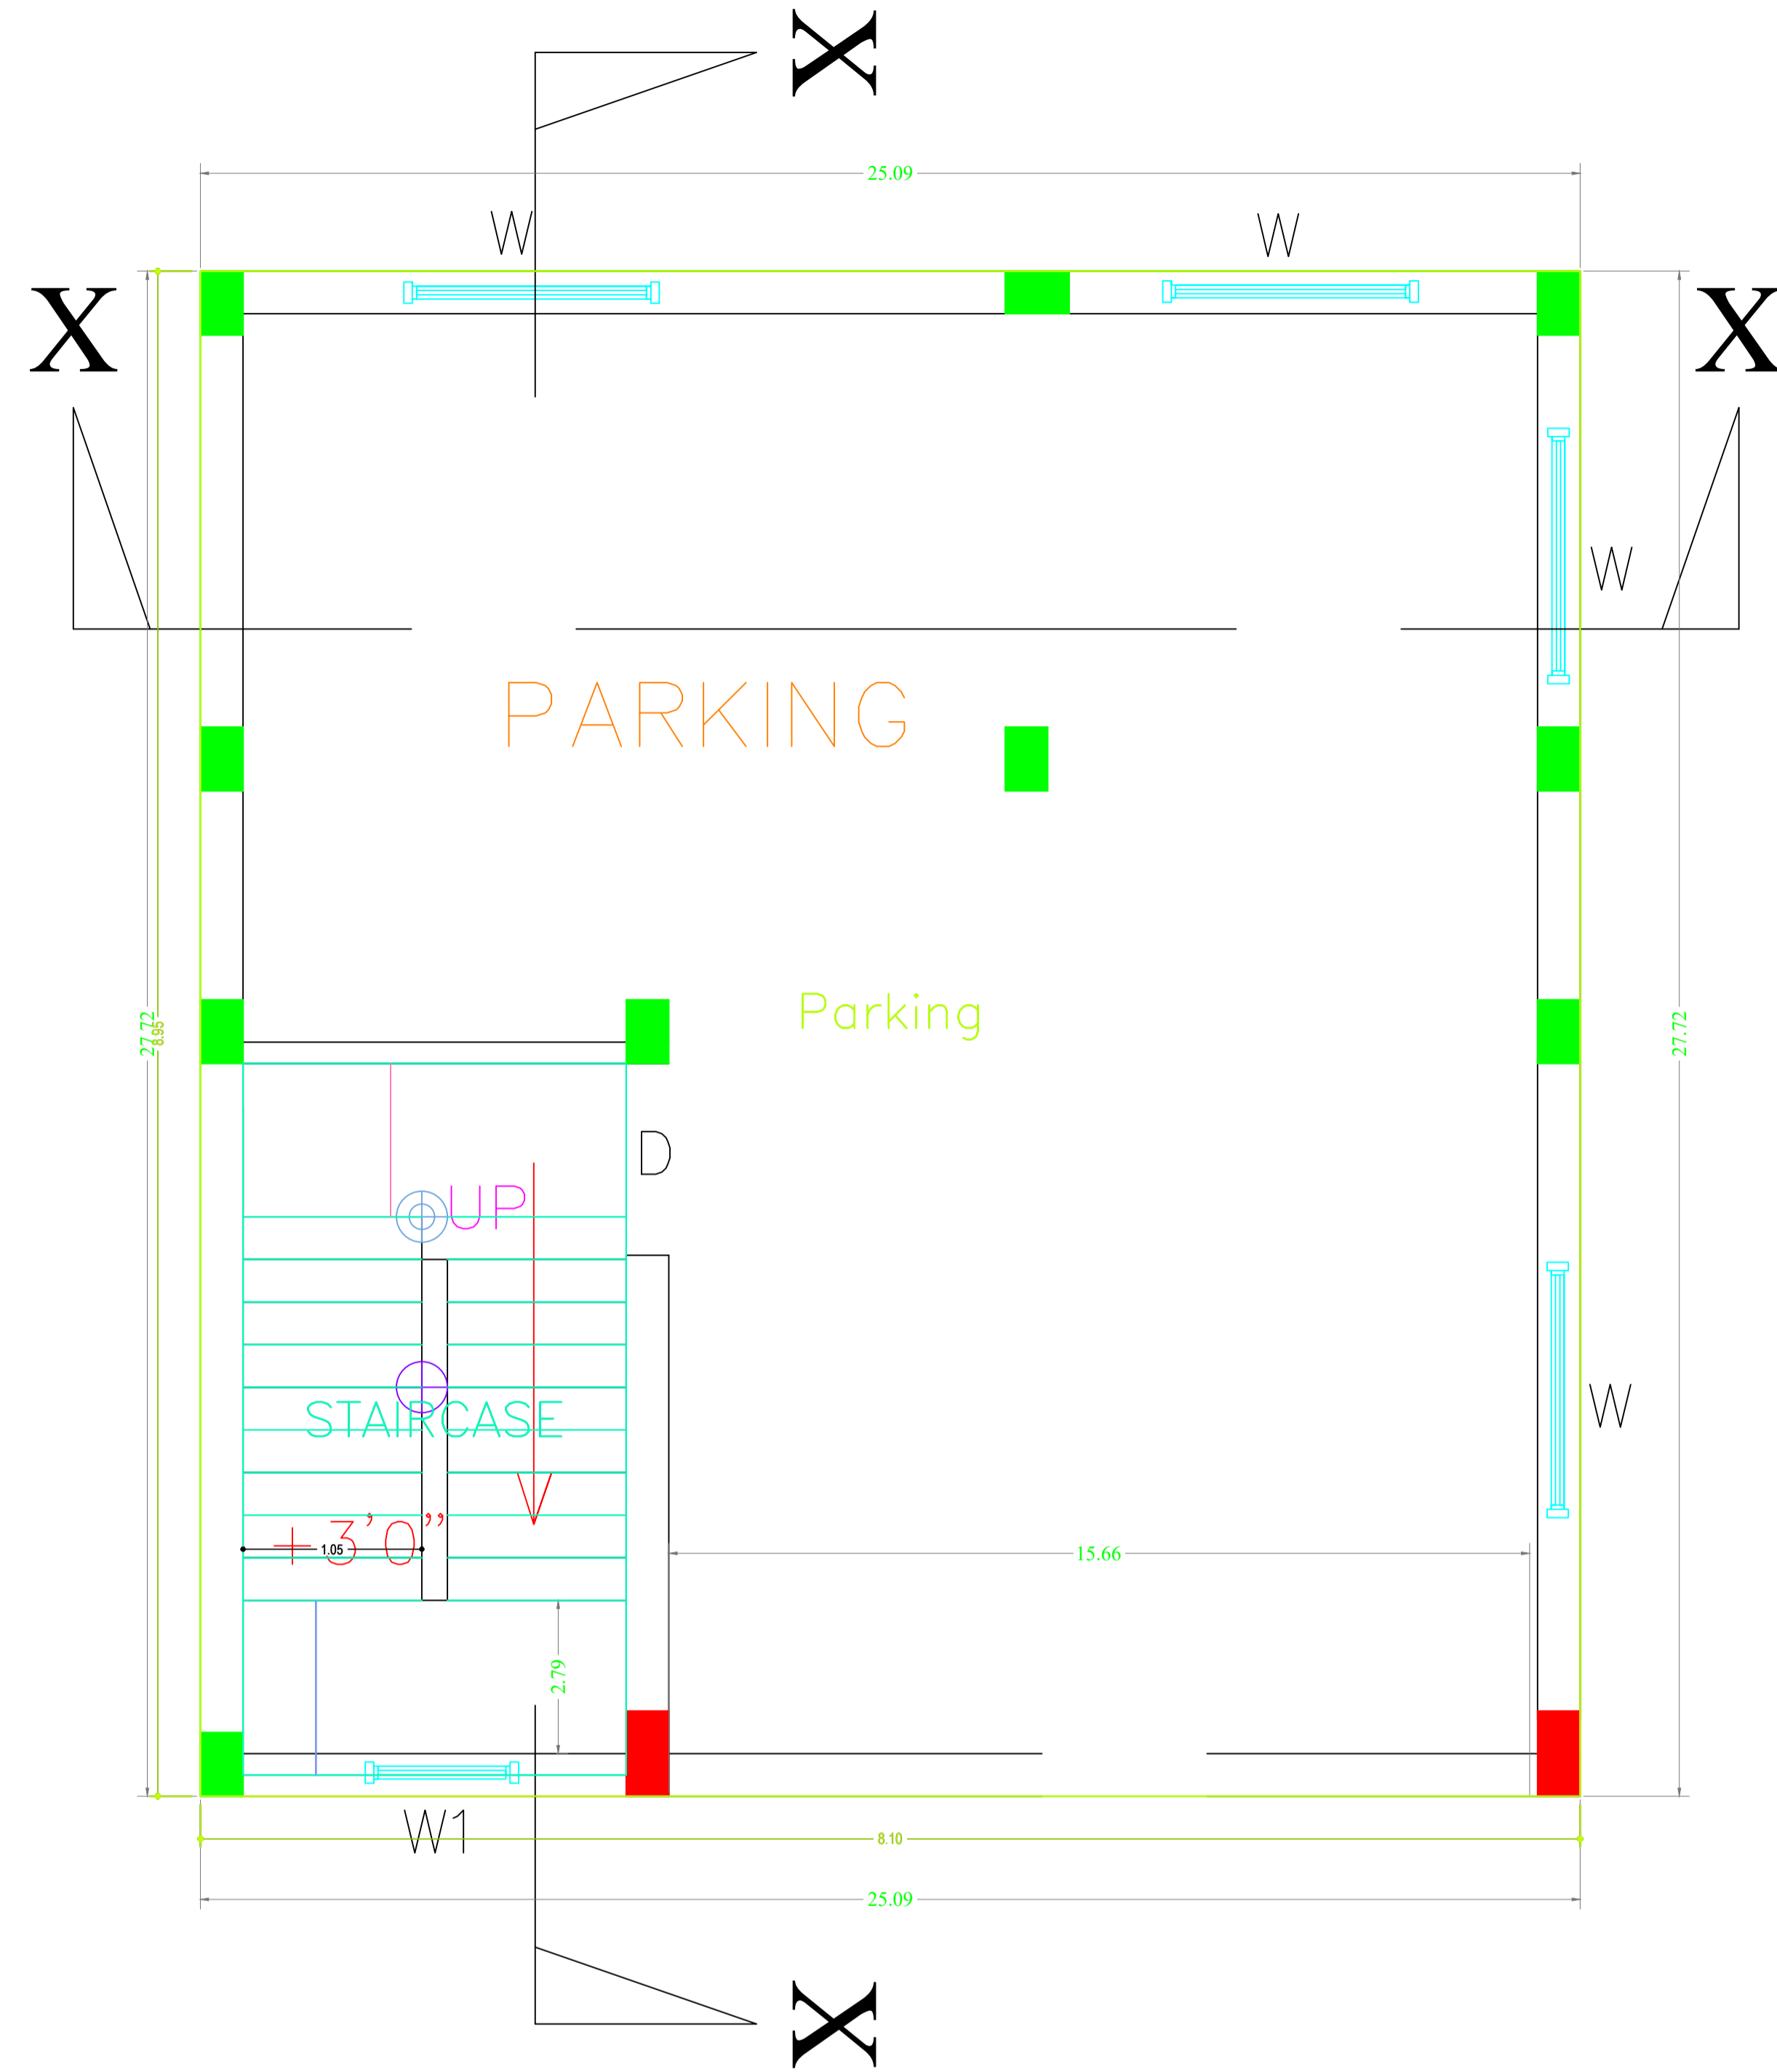 X
25.09
W W
X X
W
PARKING
27.72
8.95
Parking
27.72
D
UP
STAIRCASE
W
+3'0"
1.05
15.66
2.79
W1
8.10
25.09
X